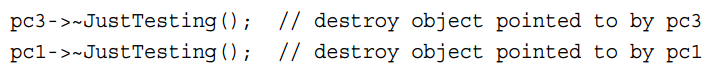 pc3->~JustTesting();  // destroy object pointed to by pc3
pc1->~JustTesting();  // destroy object pointed to by pc1